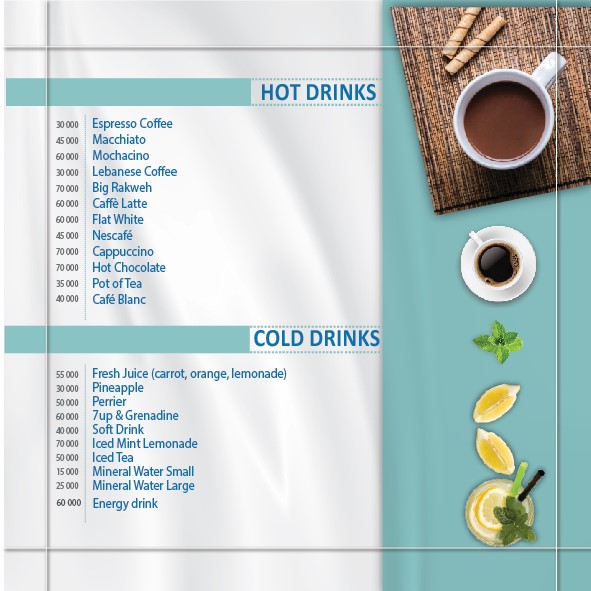 HOT DRINKS
30 000 Espresso Coffee
45 000 Macchiato
60 000 Mochacino
30 000 Lebanese Coffee
70 000 Big Rakweh
60 000 Caffè Latte
60 000 Flat White
45 000 Nescafé
70 000 Cappuccino
70 000 Hot Chocolate
35 000 Pot of Tea
40 000 Café Blanc
COLD DRINKS
55 000 Fresh Juice (carrot, orange, lemonade)
30 000 Pineapple
50 000 Perrier
60 000 7up & Grenadine
40 000 Soft Drink
70 000 Iced Mint Lemonade
50 000 Iced Tea
15 000 Mineral Water Small
25 000 Mineral Water Large
60 000 Energy drink